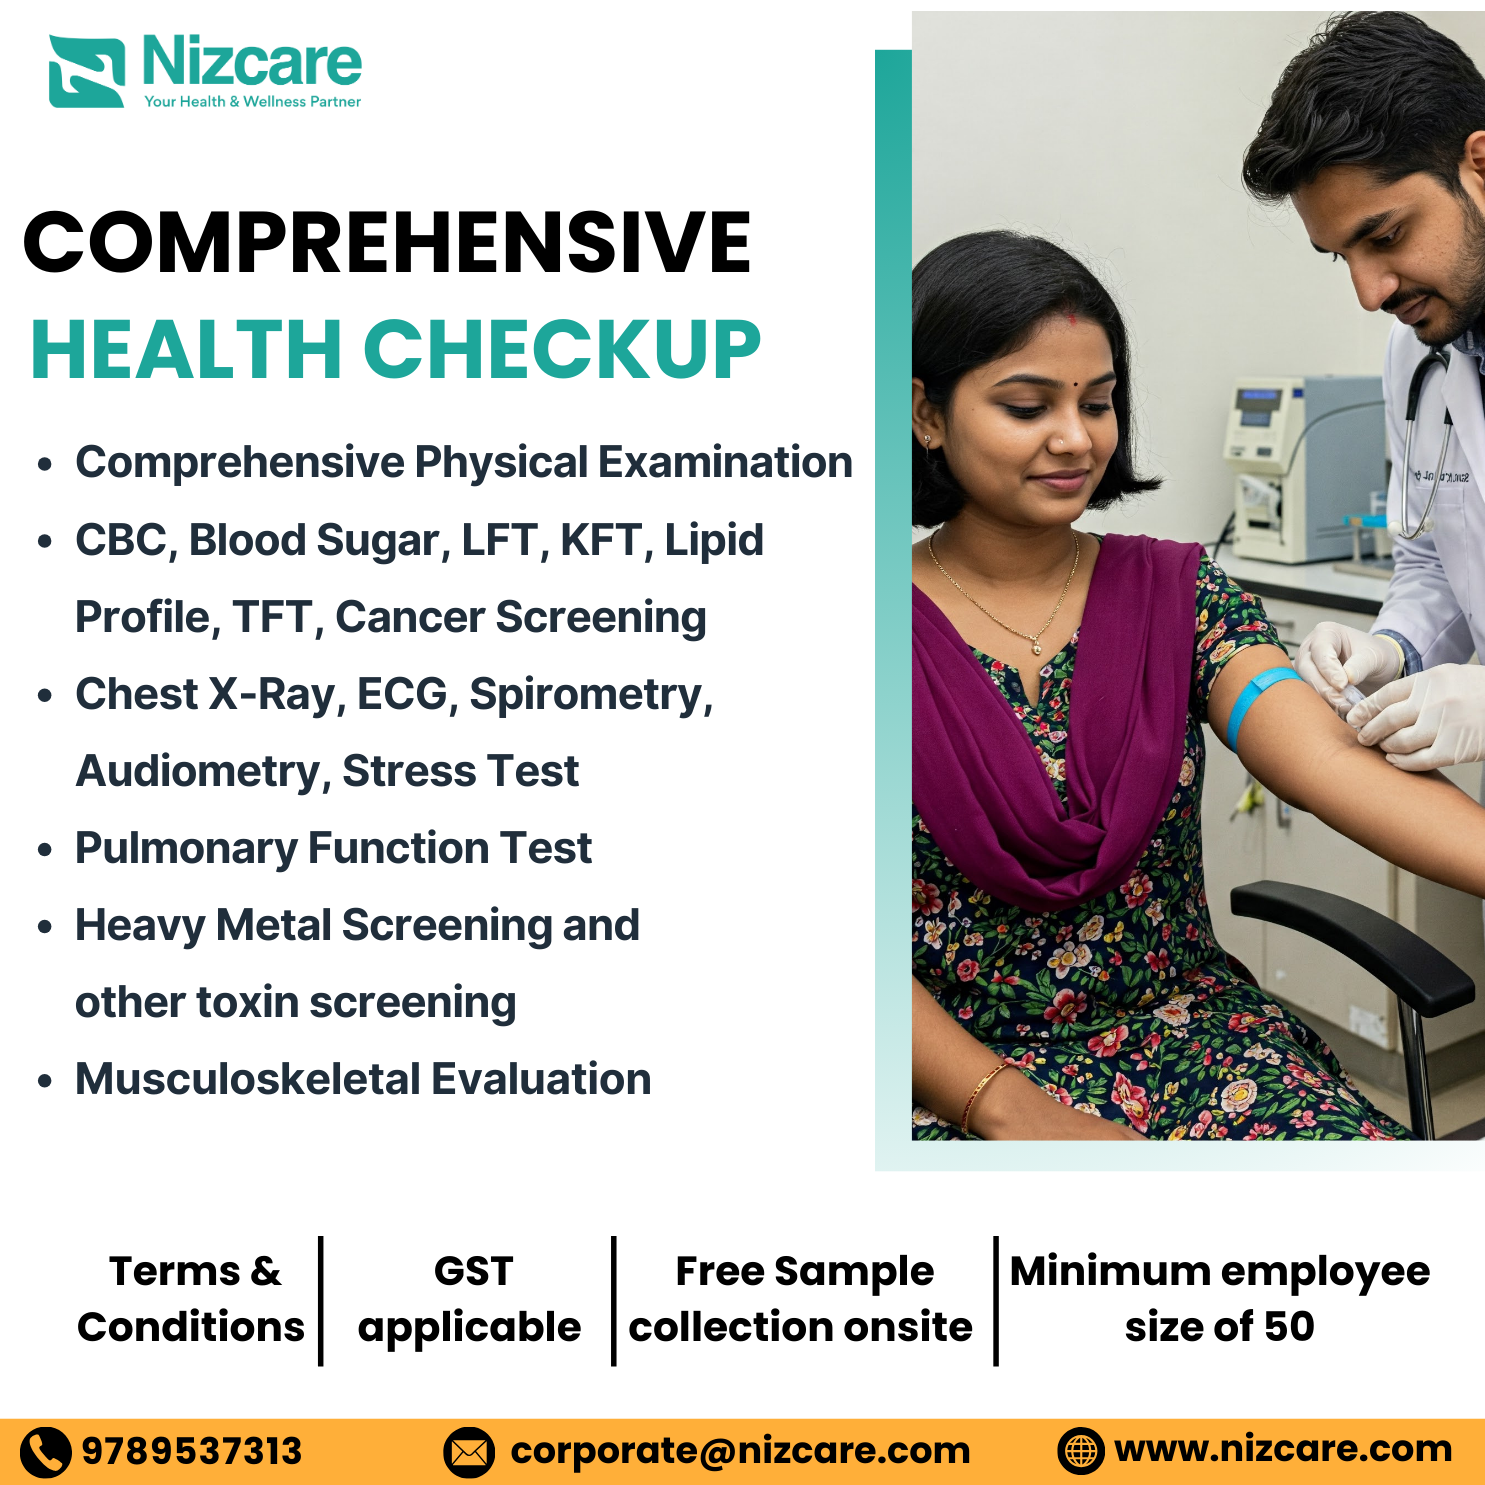 Nizcare
Your Health & Wellness Partner
COMPREHENSIVE
HEALTH CHECKUP
• Comprehensive Physical Examination
• CBC, Blood Sugar, LFT, KFT, Lipid
Profile, TFT, Cancer Screening
• Chest X-Ray, ECG, Spirometry,
Audiometry, Stress Test
• Pulmonary Function Test
• Heavy Metal Screening and
other toxin screening
• Musculoskeletal Evaluation
Terms &
Conditions
GST
applicable
Free Sample
collection onsite
Minimum employee
size of 50
9789537313
corporate@nizcare.com
www.nizcare.com